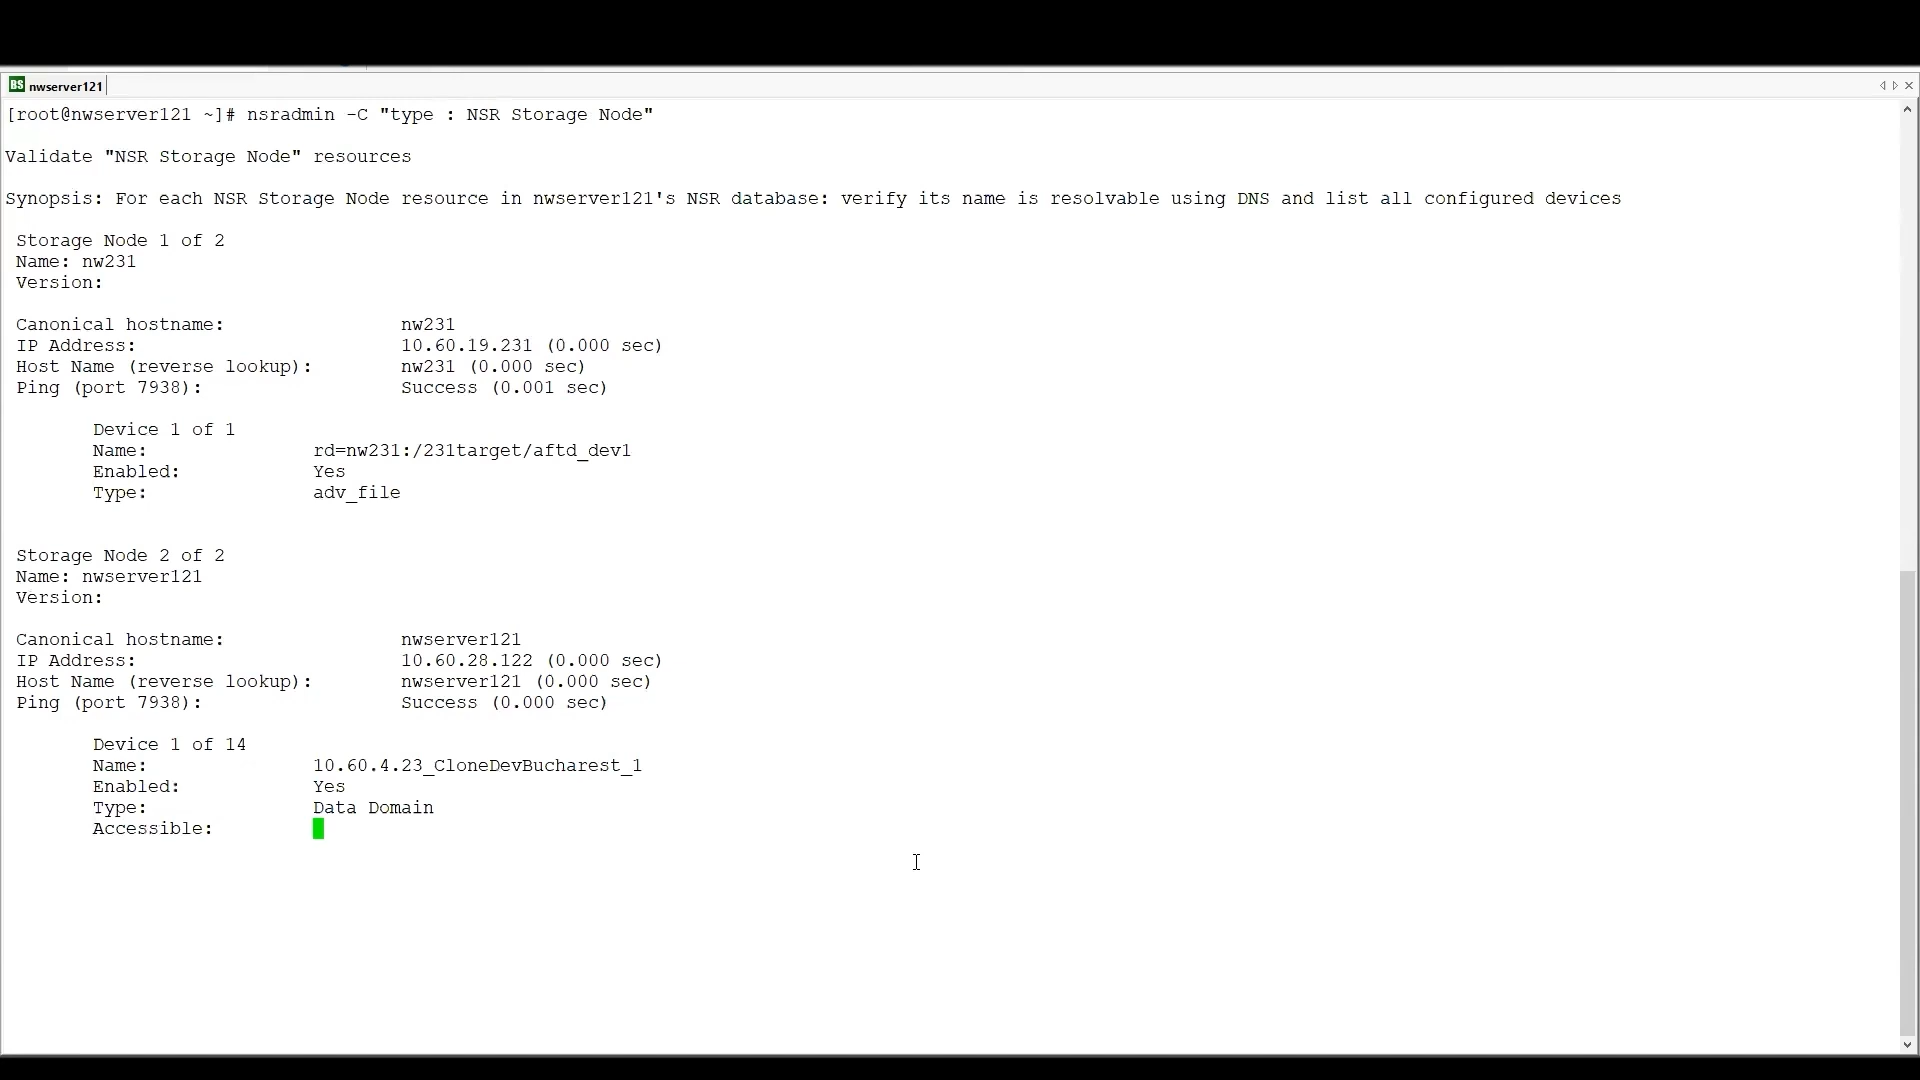 BS nwserver121
[root@nwserver121 ~]# nsradmin -C "type : NSR Storage Node"
Validate "NSR Storage Node" resources
Synopsis: For each NSR Storage Node resource in nwserver121's NSR database: verify its name is resolvable using DNS and list all configured devices
Storage Node 1 of 2
Name: nw231
Version:
Canonical hostname: nw231
IP Address: 10.60.19.231 (0.000 sec)
Host Name (reverse lookup): nw231 (0.000 sec)
Ping (port 7938): Success (0.001 sec)
Device 1 of 1
Name: rd=nw231:/231target/aftd_dev1
Enabled: Yes
Type: adv_file
Storage Node 2 of 2
Name: nwserver121
Version:
Canonical hostname: nwserver121
IP Address: 10.60.28.122 (0.000 sec)
Host Name (reverse lookup): nwserver121 (0.000 sec)
Ping (port 7938): Success (0.000 sec)
Device 1 of 14
Name: 10.60.4.23_CloneDevBucharest_1
Enabled: Yes
Type: Data Domain
Accessible: